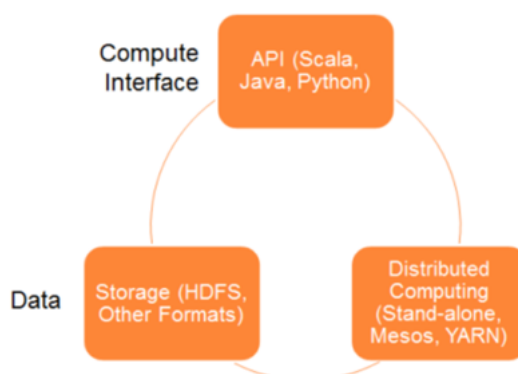 Compute
Interface
API (Scala,
Java, Python)
Data
Storage (HDFS,
Other Formats)
Distributed
Computing
(Stand-alone,
Mesos, YARN)